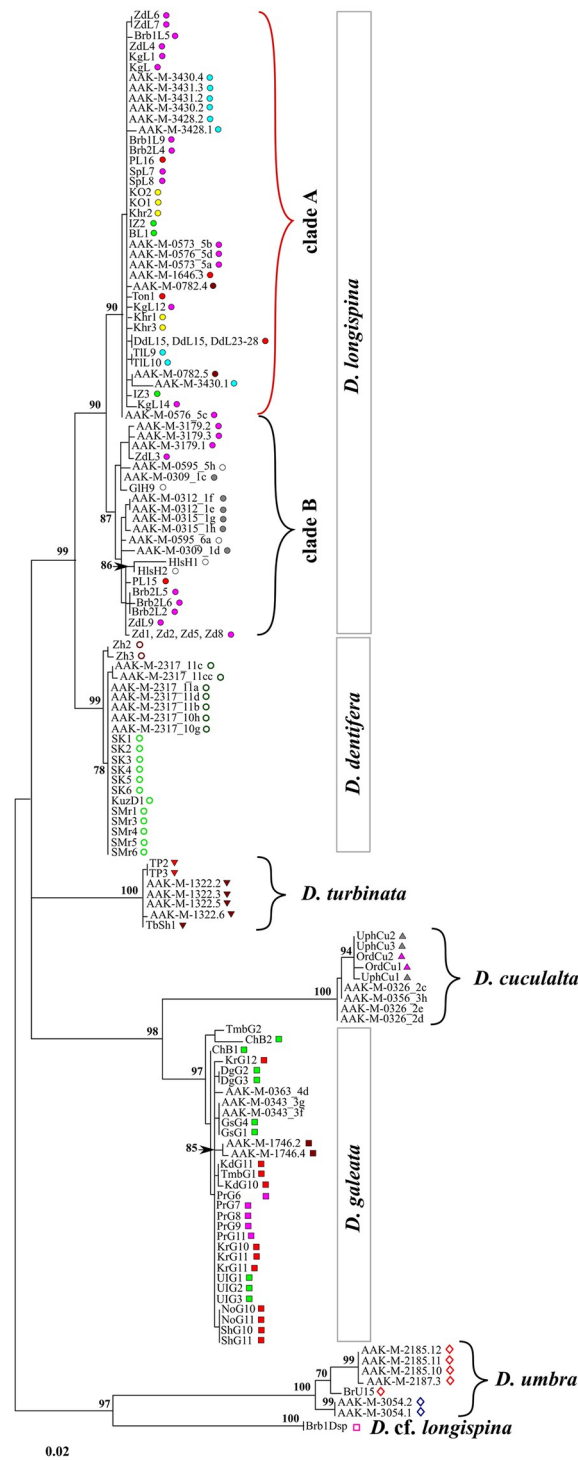 ZdL6
ZdL7
Brb1L5
ZdL4
KgL1
KgL
AAK-M-3430.4
AAK-M-3431.3
AAK-M-3431.2
AAK-M-3430.2
AAK-M-3428.2
AAK-M-3428.1
Brb1L9
Brb2L4
PL16
SpL7
SpL8
KO2
KO1
Khr2
IZ2
BL1
AAK-M-0573_5b
AAK-M-0576_5d
AAK-M-0573_5a
AAK-M-1646.3
AAK-M-0782.4
Ton1
90
KgL12
Khr1
Khr3
DdL15, DdL15, DdL23-28
TlL9
TlL10
AAK-M-0782.5
AAK-M-3430.1
IZ3
KgL14
90
AAK-M-0576_5c
clade A
D. longispina
AAK-M-3179.2
AAK-M-3179.3
AAK-M-3179.1
ZdL3
AAK-M-0595_5h
AAK-M-0309_1c
GlH9
AAK-M-0312_1f
AAK-M-0312_1e
AAK-M-0315_1g
87
AAK-M-0315_1h
AAK-M-0595_6a
AAK-M-0309_1d
99
HlsH1
86
HlsH2
PL15
Brb2L5
Brb2L6
Brb2L2
ZdL9
Zd1, Zd2, Zd5, Zd8
clade B
Zh2
Zh3
AAK-M-2317_11c
AAK-M-2317_11cc
AAK-M-2317_11a
99
AAK-M-2317_11d
AAK-M-2317_11b
AAK-M-2317_10h
AAK-M-2317_10g
SK1
SK2
SK3
78
SK4
SK5
SK6
KuzD1
SMr1
SMr3
SMr4
SMr5
SMr6
D. dentifera
TP2
TP3
100
AAK-M-1322.2
AAK-M-1322.3
AAK-M-1322.5
AAK-M-1322.6
TbSh1
D. turbinata
UphCu2
94
UphCu3
OrdCu2
OrdCu1
UphCu1
100
AAK-M-0326_2c
AAK-M-0356_3h
AAK-M-0326_2e
AAK-M-0326_2d
D. cuculalta
98
TmbG2
ChB2
ChB1
KrG12
97
DgG2
DgG3
AAK-M-0363_4d
AAK-M-0343_3g
AAK-M-0343_3f
GsG4
GsG1
AAK-M-1746.2
85
AAK-M-1746.4
KdG11
TmbG1
KdG10
PrG6
PrG7
PrG8
PrG9
PrG11
KrG10
KrG11
KrG11
UIG1
UIG2
UIG3
NoG10
NoG11
ShG10
ShG11
D. galeata
AAK-M-2185.12
99
AAK-M-2185.11
70
AAK-M-2185.10
AAK-M-2187.3
100
BrU15
99
AAK-M-3054.2
AAK-M-3054.1
D. umbra
97
100
Brb1Dsp
D. cf. longispina
0.02